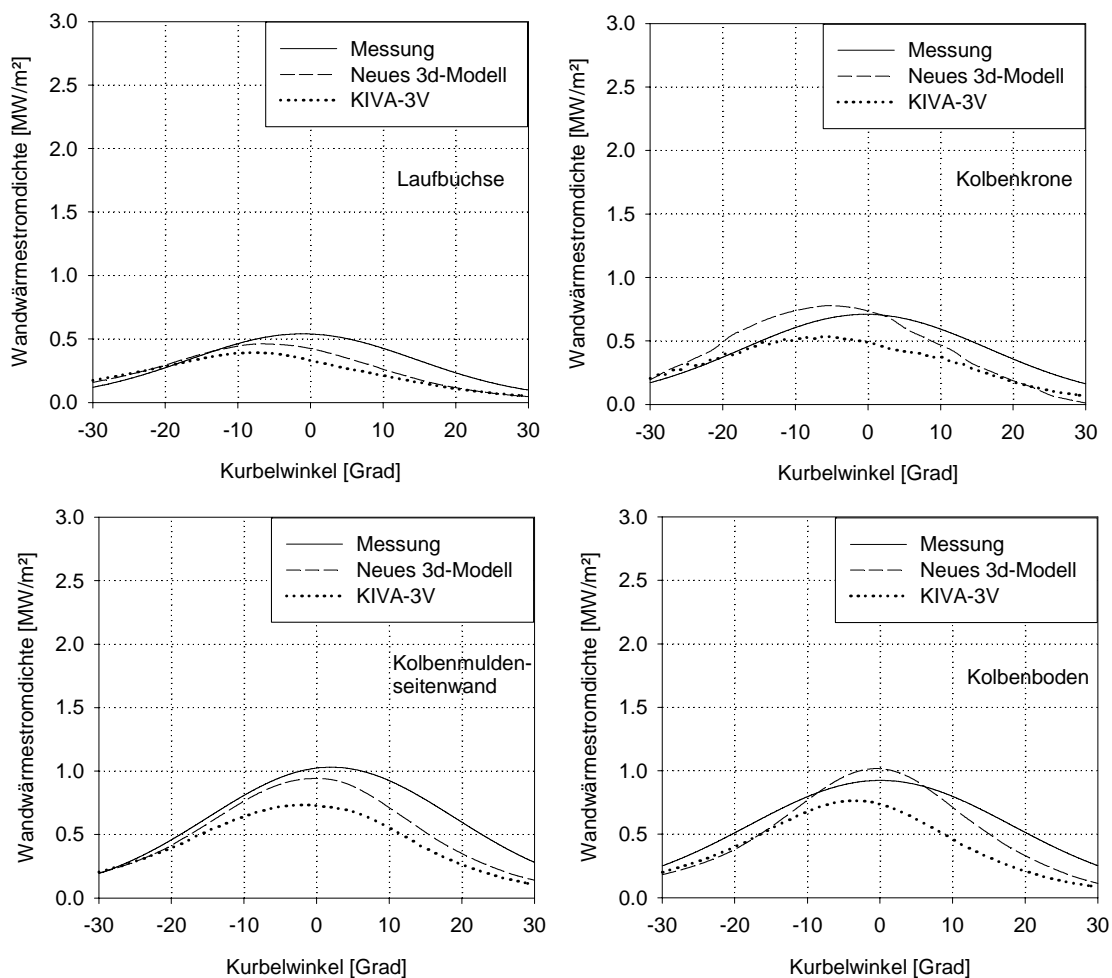 Wandwärmestromdichte [MW/m²]
3.0
2.5
2.0
1.5
1.0
0.5
0.0
Messung
Neues 3d-Modell
KIVA-3V
Laufbuchse
-30 -20 -10 0 10 20 30
Kurbelwinkel [Grad]
Wandwärmestromdichte [MW/m²]
3.0
2.5
2.0
1.5
1.0
0.5
0.0
Messung
Neues 3d-Modell
KIVA-3V
Kolbenkrone
-30 -20 -10 0 10 20 30
Kurbelwinkel [Grad]
Wandwärmestromdichte [MW/m²]
3.0
2.5
2.0
1.5
1.0
0.5
0.0
Messung
Neues 3d-Modell
KIVA-3V
Kolbenmulden-
seitenwand
-30 -20 -10 0 10 20 30
Kurbelwinkel [Grad]
Wandwärmestromdichte [MW/m²]
3.0
2.5
2.0
1.5
1.0
0.5
0.0
Messung
Neues 3d-Modell
KIVA-3V
Kolbenboden
-30 -20 -10 0 10 20 30
Kurbelwinkel [Grad]